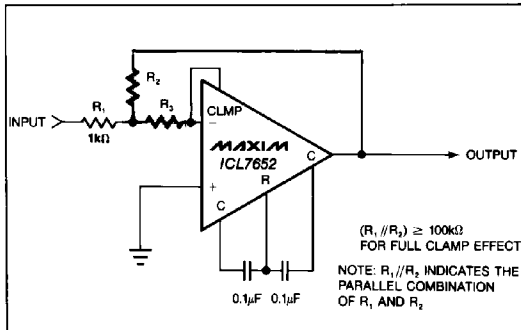 R₂
CLMP
INPUT
R₁
1kΩ
R₃
−
MAXIM
ICL7652
C
OUTPUT
R
+
C
0.1µF 0.1µF
(R₁//R₂) ≥ 100kΩ
FOR FULL CLAMP EFFECT
NOTE: R₁//R₂ INDICATES THE
PARALLEL COMBINATION
OF R₁ AND R₂